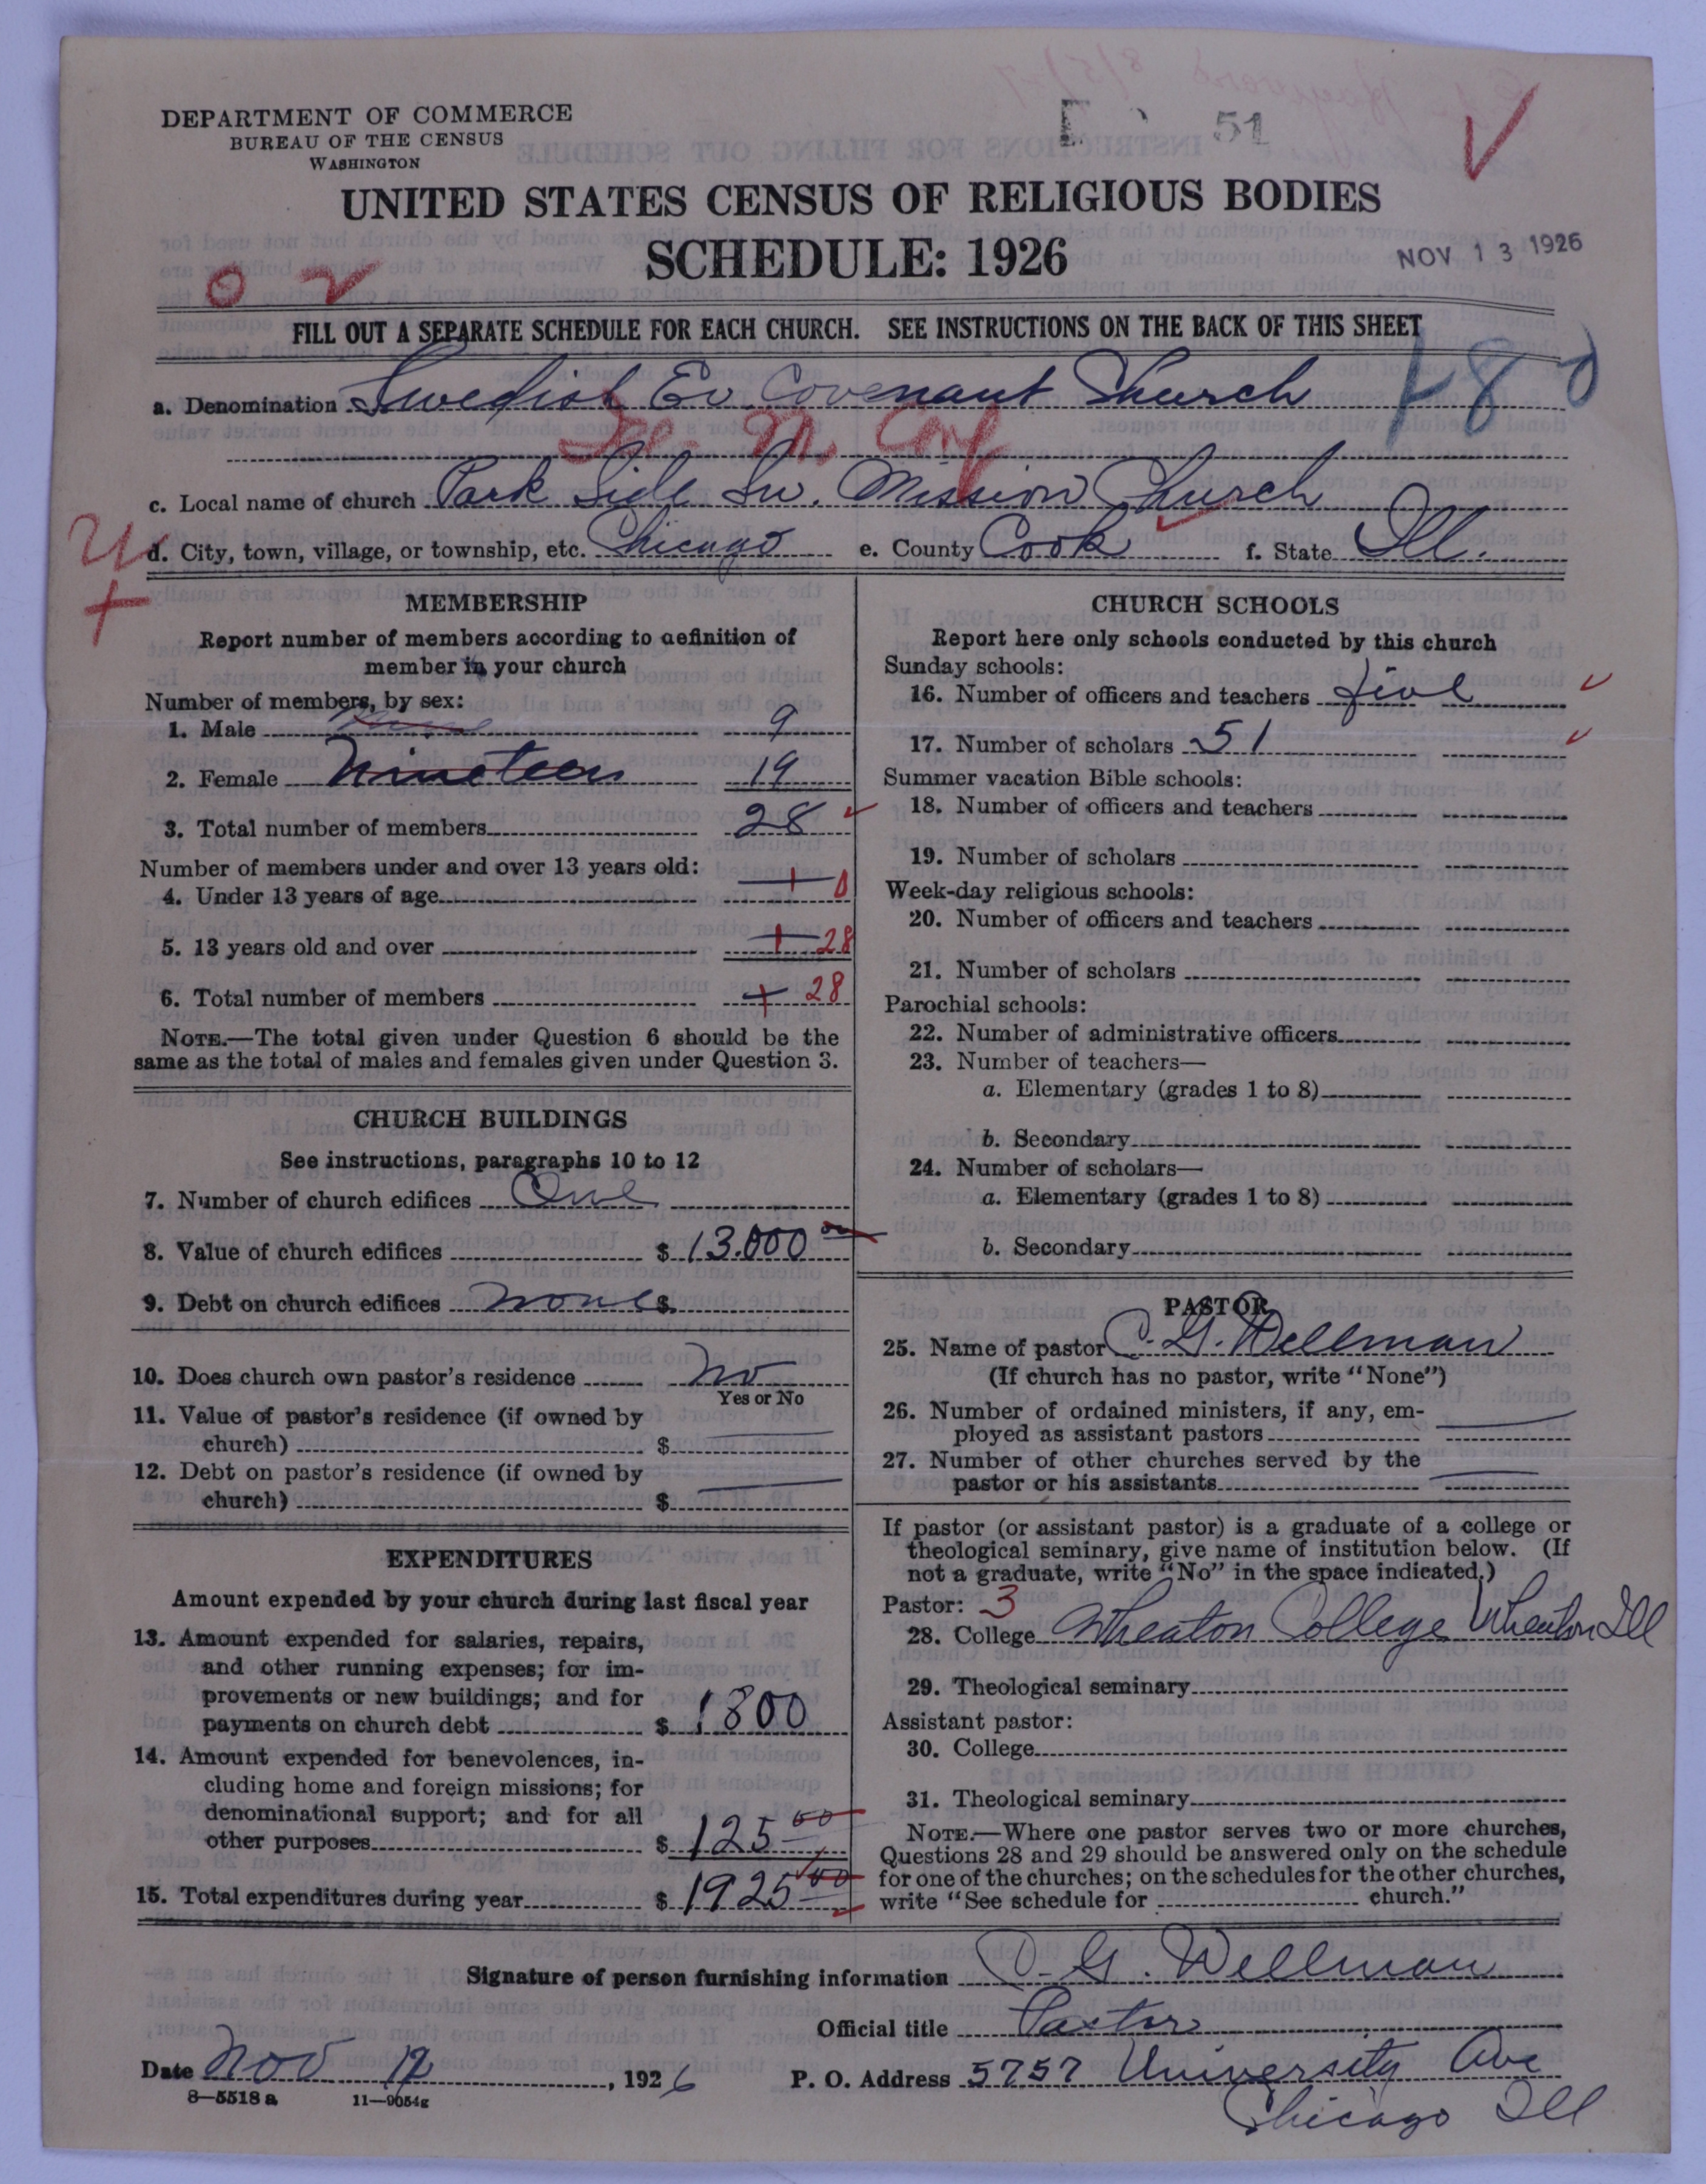 DEPARTMENT OF COMMERCE
BUREAU OF THE CENSUS
WASHINGTON
51
UNITED STATES CENSUS OF RELIGIOUS BODIES
SCHEDULE: 1926
NOV 13 1926
FILL OUT A SEPARATE SCHEDULE FOR EACH CHURCH. SEE INSTRUCTIONS ON THE BACK OF THIS SHEET
a. Denomination Swedish Ev. Covenant Church
c. Local name of church Park Side Sw. Mission Church
d. City, town, village, or township, etc. Chicago e. County Cook f. State Ill.
MEMBERSHIP
Report number of members according to definition of
member in your church
Number of members, by sex:
1. Male 9
2. Female Nineteen 19
3. Total number of members 28
Number of members under and over 13 years old:
4. Under 13 years of age 0
5. 13 years old and over 28
6. Total number of members 28
NOTE.—The total given under Question 6 should be the
same as the total of males and females given under Question 3.
CHURCH BUILDINGS
See instructions, paragraphs 10 to 12
7. Number of church edifices One
8. Value of church edifices $ 13.000 00
9. Debt on church edifices none $
10. Does church own pastor's residence No
Yes or No
11. Value of pastor's residence (if owned by
church) $
12. Debt on pastor's residence (if owned by
church) $
EXPENDITURES
Amount expended by your church during last fiscal year
13. Amount expended for salaries, repairs,
and other running expenses; for im-
provements or new buildings; and for
payments on church debt $ 1800
14. Amount expended for benevolences, in-
cluding home and foreign missions; for
denominational support; and for all
other purposes $ 125 00
15. Total expenditures during year $ 1925 00
CHURCH SCHOOLS
Report here only schools conducted by this church
Sunday schools:
16. Number of officers and teachers five
17. Number of scholars 51
Summer vacation Bible schools:
18. Number of officers and teachers
19. Number of scholars
Week-day religious schools:
20. Number of officers and teachers
21. Number of scholars
Parochial schools:
22. Number of administrative officers
23. Number of teachers—
a. Elementary (grades 1 to 8)
b. Secondary
24. Number of scholars—
a. Elementary (grades 1 to 8)
b. Secondary
PASTOR
25. Name of pastor C. G. Wellman
(If church has no pastor, write "None")
26. Number of ordained ministers, if any, em-
ployed as assistant pastors
27. Number of other churches served by the
pastor or his assistants
If pastor (or assistant pastor) is a graduate of a college or
theological seminary, give name of institution below. (If
not a graduate, write "No" in the space indicated.)
Pastor: 3
28. College Wheaton College Wheaton Ill
29. Theological seminary
Assistant pastor:
30. College
31. Theological seminary
NOTE.—Where one pastor serves two or more churches,
Questions 28 and 29 should be answered only on the schedule
for one of the churches; on the schedules for the other churches,
write "See schedule for church."
Signature of person furnishing information C. G. Wellman
Official title Pastor
Date Nov 12, 1926 P. O. Address 5757 University Ave
Chicago Ill
8—5518 a 11—9054g